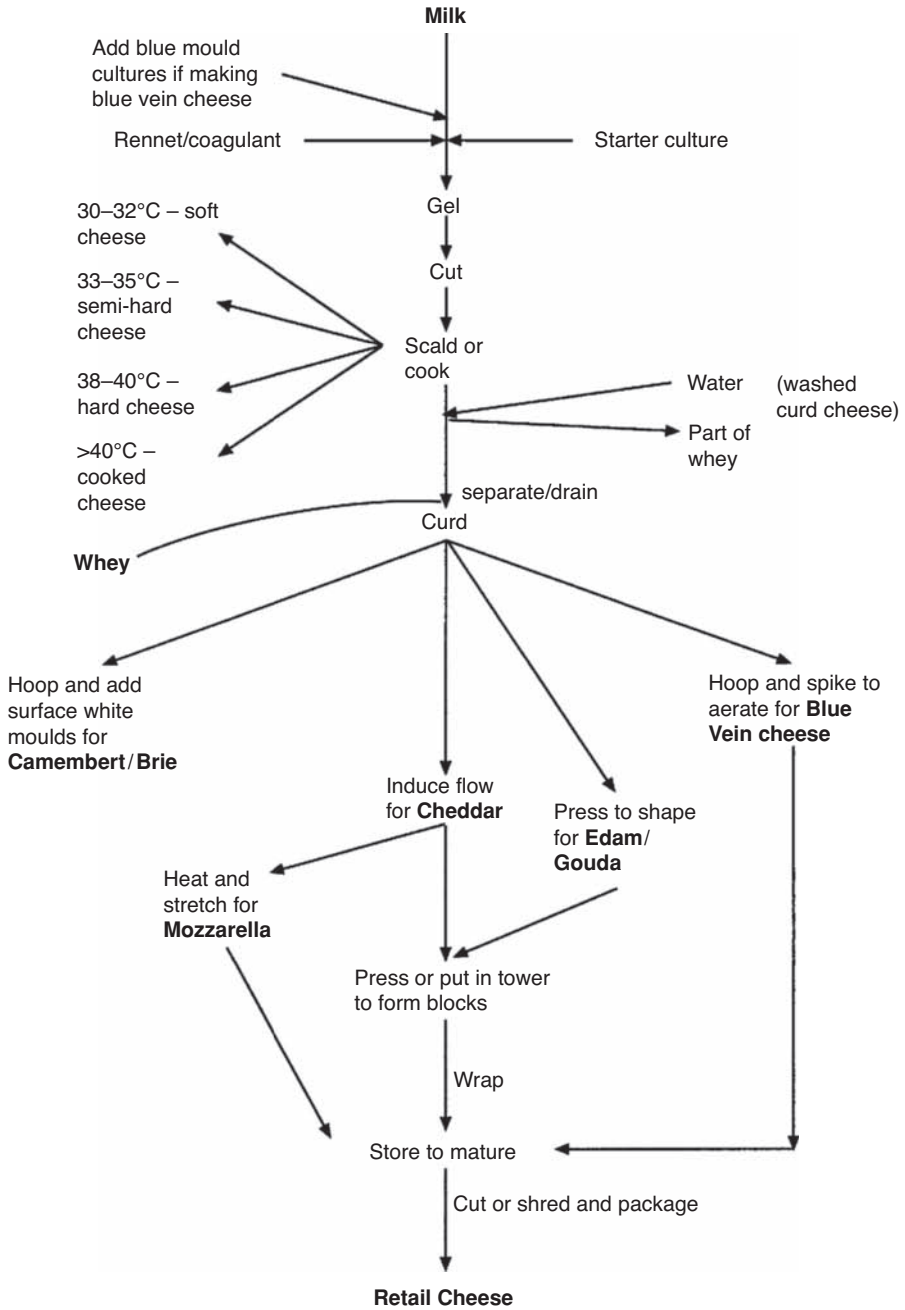 Milk
Add blue mould
cultures if making
blue vein cheese
Rennet/coagulant
Starter culture
Gel
Cut
Scald or
cook
30–32°C – soft
cheese
33–35°C –
semi-hard
cheese
38–40°C –
hard cheese
>40°C –
cooked
cheese
Water
(washed
curd cheese)
Part of
whey
separate/drain
Curd
Whey
Hoop and add
surface white
moulds for
Camembert/Brie
Induce flow
for Cheddar
Press to shape
for Edam/
Gouda
Hoop and spike to
aerate for Blue
Vein cheese
Heat and
stretch for
Mozzarella
Press or put in tower
to form blocks
Wrap
Store to mature
Cut or shred and package
Retail Cheese